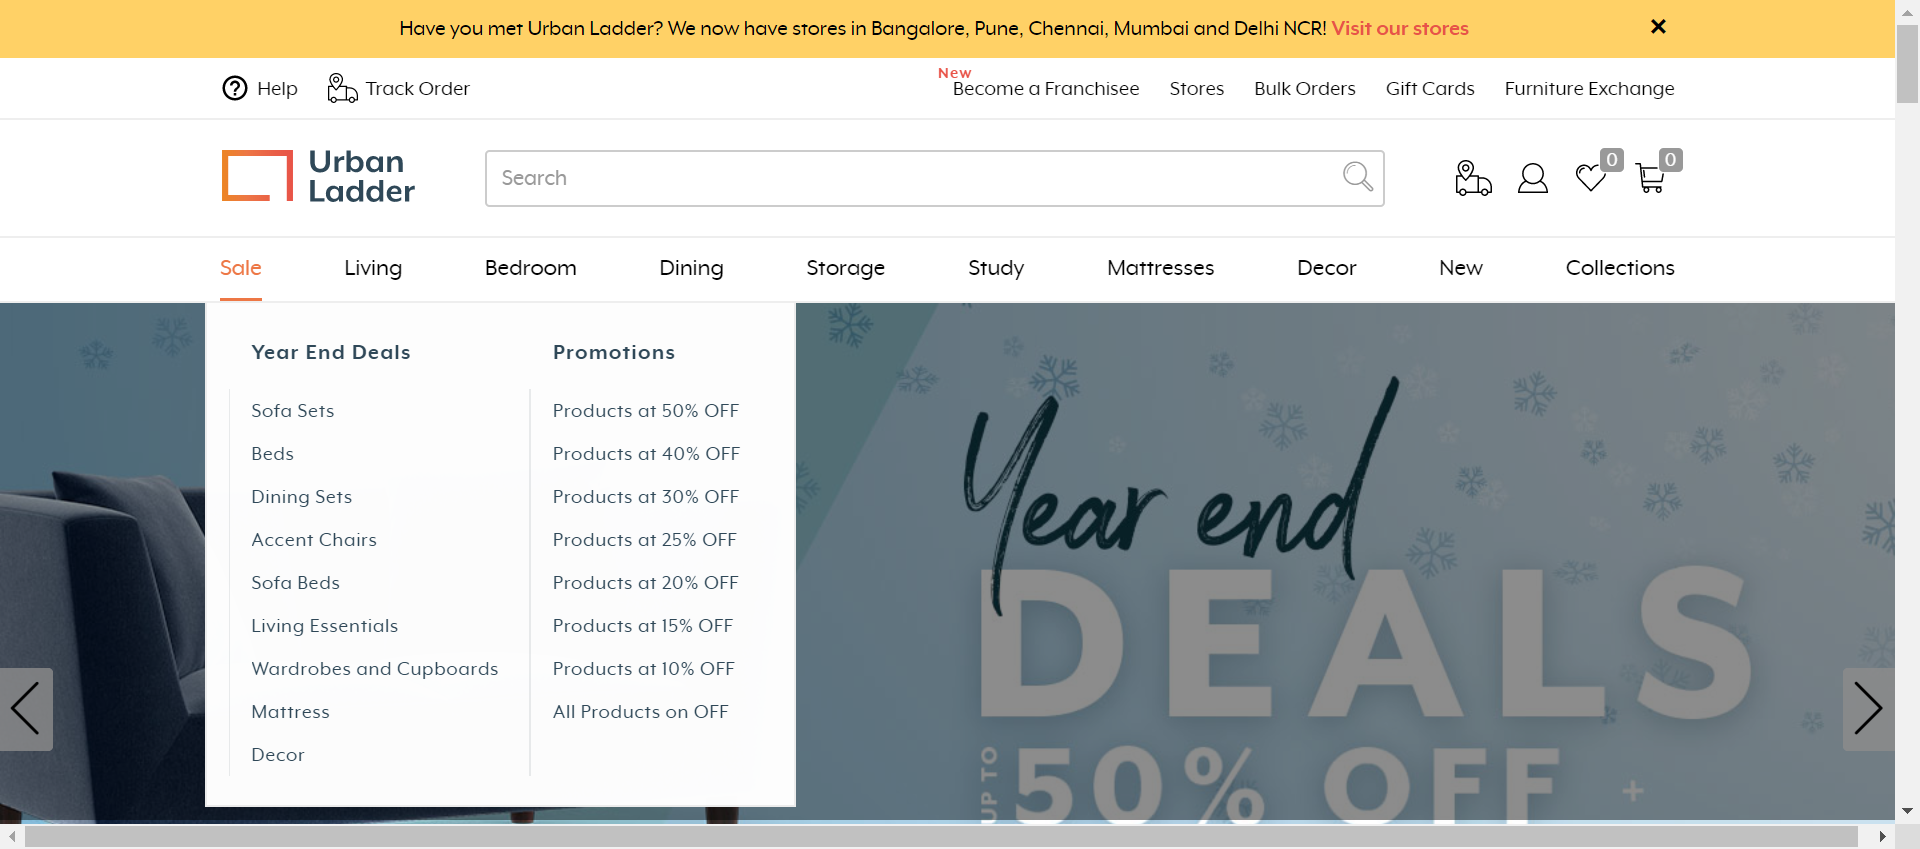 Have you met Urban Ladder? We now have stores in Bangalore, Pune, Chennai, Mumbai and Delhi NCR! Visit our stores
Help
Track Order
New
Become a Franchisee
Stores
Bulk Orders
Gift Cards
Furniture Exchange
Urban
Ladder
Search
0
0
Sale
Living
Bedroom
Dining
Storage
Study
Mattresses
Decor
New
Collections
Year End Deals
Sofa Sets
Beds
Dining Sets
Accent Chairs
Sofa Beds
Living Essentials
Wardrobes and Cupboards
Mattress
Decor
Promotions
Products at 50% OFF
Products at 40% OFF
Products at 30% OFF
Products at 25% OFF
Products at 20% OFF
Products at 15% OFF
Products at 10% OFF
All Products on OFF
Year end
DEALS
UP TO
50% OFF +